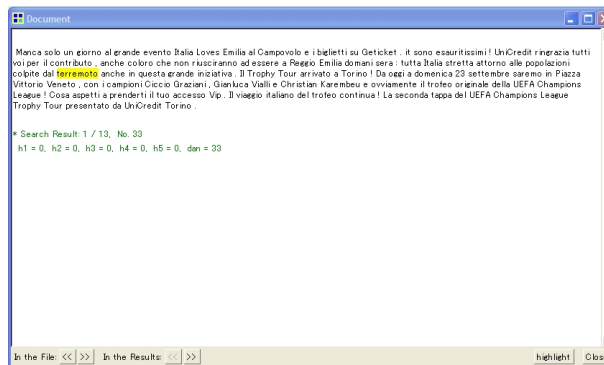 Document
Manca solo un giorno al grande evento Italia Loves Emilia al Campovolo e i biglietti su Geticket . it sono esauritissimi ! UniCredit ringrazia tutti
voi per il contributo , anche coloro che non riusciranno ad essere a Reggio Emilia domani sera : tutta Italia stretta attorno alle popolazioni
colpite dal terremoto anche in questa grande iniziativa . Il Trophy Tour arrivato a Torino ! Da oggi a domenica 23 settembre saremo in Piazza
Vittorio Veneto , con i campioni Ciccio Graziani , Gianluca Vialli e Christian Karembeu e ovviamente il trofeo originale della UEFA Champions
League ! Cosa aspetti a prenderti il tuo accesso Vip . Il viaggio italiano del trofeo continua ! La seconda tappa del UEFA Champions League
Trophy Tour presentato da UniCredit Torino .
* Search Result: 1 / 13, No. 33
h1 = 0, h2 = 0, h3 = 0, h4 = 0, h5 = 0, dan = 33
In the File: << >> In the Results: << >> highlight Clos